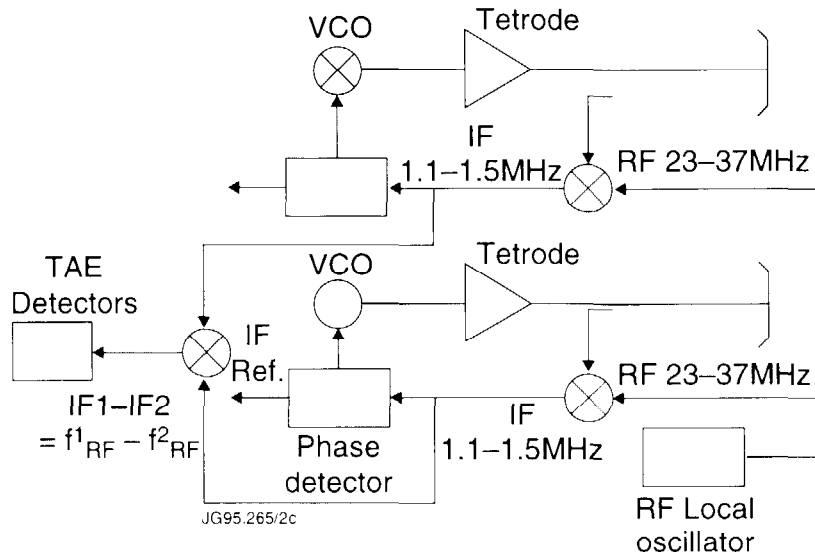 VCO
Tetrode
IF
1.1–1.5MHz
RF 23–37MHz
TAE
Detectors
VCO
Tetrode
IF
Ref.
RF 23–37MHz
IF1–IF2
= f¹RF – f²RF
Phase
detector
IF
1.1–1.5MHz
JG95.265/2c
RF Local
oscillator